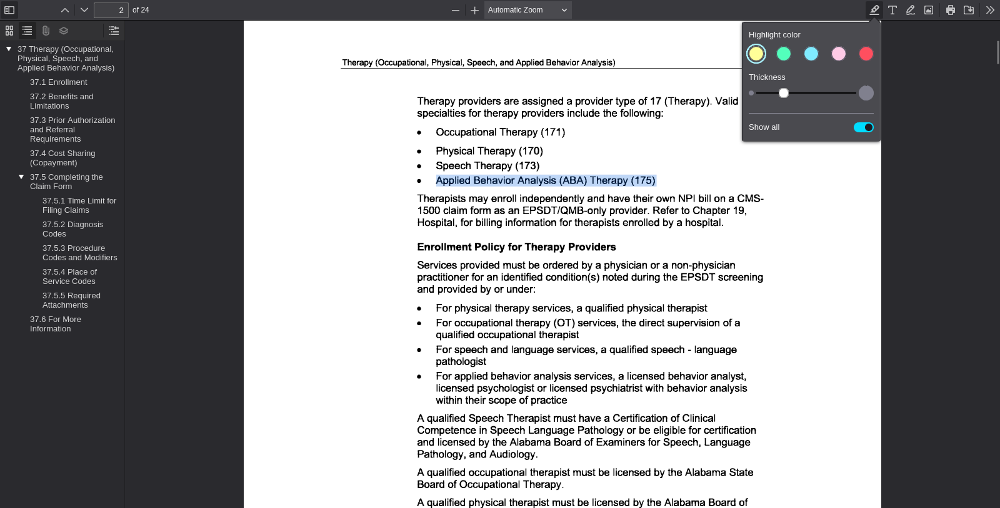 2 of 24
Automatic Zoom
37 Therapy (Occupational,
Physical, Speech, and
Applied Behavior Analysis)
37.1 Enrollment
37.2 Benefits and
Limitations
37.3 Prior Authorization
and Referral
Requirements
37.4 Cost Sharing
(Copayment)
37.5 Completing the
Claim Form
37.5.1 Time Limit for
Filing Claims
37.5.2 Diagnosis
Codes
37.5.3 Procedure
Codes and Modifiers
37.5.4 Place of
Service Codes
37.5.5 Required
Attachments
37.6 For More
Information
Therapy (Occupational, Physical, Speech, and Applied Behavior Analysis)
Therapy providers are assigned a provider type of 17 (Therapy). Valid
specialties for therapy providers include the following:
• Occupational Therapy (171)
• Physical Therapy (170)
• Speech Therapy (173)
• Applied Behavior Analysis (ABA) Therapy (175)
Therapists may enroll independently and have their own NPI bill on a CMS-
1500 claim form as an EPSDT/QMB-only provider. Refer to Chapter 19,
Hospital, for billing information for therapists enrolled by a hospital.
Enrollment Policy for Therapy Providers
Services provided must be ordered by a physician or a non-physician
practitioner for an identified condition(s) noted during the EPSDT screening
and provided by or under:
• For physical therapy services, a qualified physical therapist
• For occupational therapy (OT) services, the direct supervision of a
qualified occupational therapist
• For speech and language services, a qualified speech - language
pathologist
• For applied behavior analysis services, a licensed behavior analyst,
licensed psychologist or licensed psychiatrist with behavior analysis
within their scope of practice
A qualified Speech Therapist must have a Certification of Clinical
Competence in Speech Language Pathology or be eligible for certification
and licensed by the Alabama Board of Examiners for Speech, Language
Pathology, and Audiology.
A qualified occupational therapist must be licensed by the Alabama State
Board of Occupational Therapy.
A qualified physical therapist must be licensed by the Alabama Board of
Highlight color
Thickness
Show all